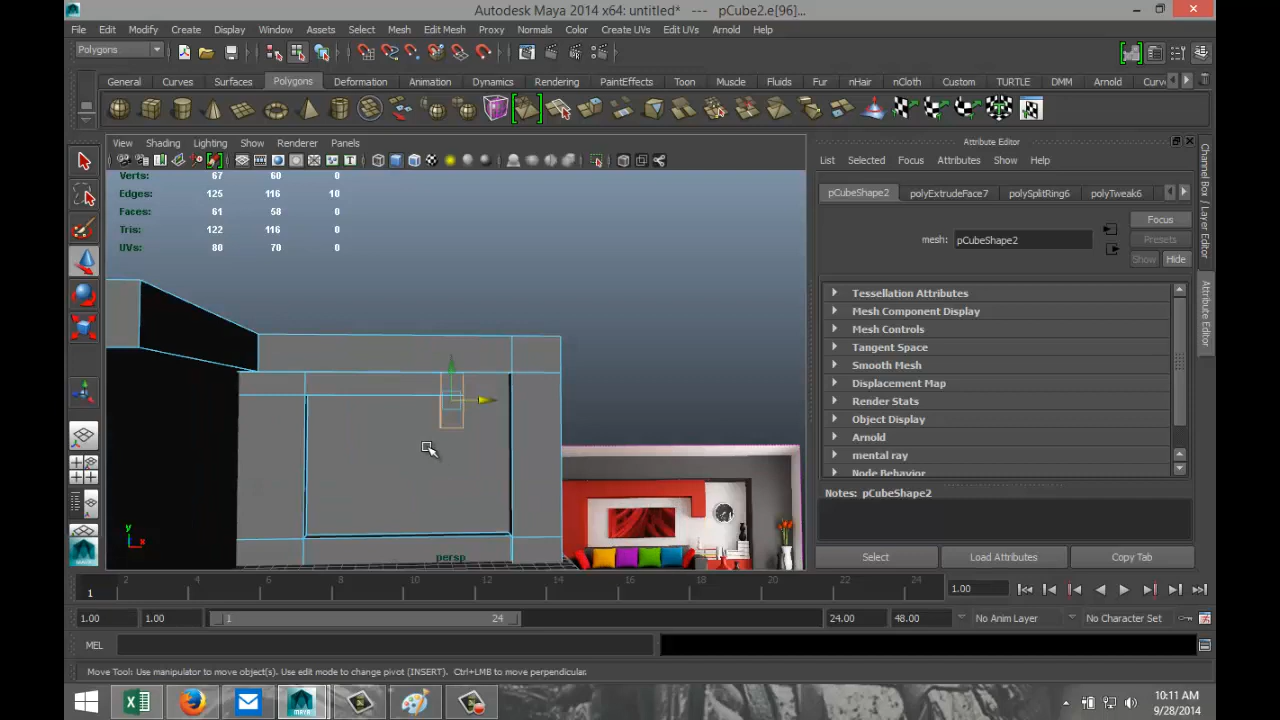 Autodesk Maya 2014 x64: untitled* --- pCube2.e[96]...
File Edit Modify Create Display Window Assets Select Mesh Edit Mesh Proxy Normals Color Create UVs Edit UVs Arnold Help
Polygons
General Curves Surfaces Polygons Deformation Animation Dynamics Rendering PaintEffects Toon Muscle Fluids Fur nHair nCloth Custom TURTLE DMM Arnold Curv
View Shading Lighting Show Renderer Panels
Verts: 67 60 0
Edges: 125 116 10
Faces: 61 58 0
Tris: 122 116 0
UVs: 80 70 0
y
x
persp
Attribute Editor
List Selected Focus Attributes Show Help
pCubeShape2 polyExtrudeFace7 polySplitRing6 polyTweak6
Focus
mesh: pCubeShape2
Presets
Show Hide
Tessellation Attributes
Mesh Component Display
Mesh Controls
Tangent Space
Smooth Mesh
Displacement Map
Render Stats
Object Display
Arnold
mental ray
Node Behavior
Notes: pCubeShape2
Select Load Attributes Copy Tab
Channel Box / Layer Editor
Attribute Editor
2 4 6 8 10 12 14 16 18 20 22 24
1
1.00
1.00 1.00 1 24 24.00 48.00 No Anim Layer No Character Set
MEL
Move Tool: Use manipulator to move object(s). Use edit mode to change pivot (INSERT). Ctrl+LMB to move perpendicular.
10:11 AM
9/28/2014